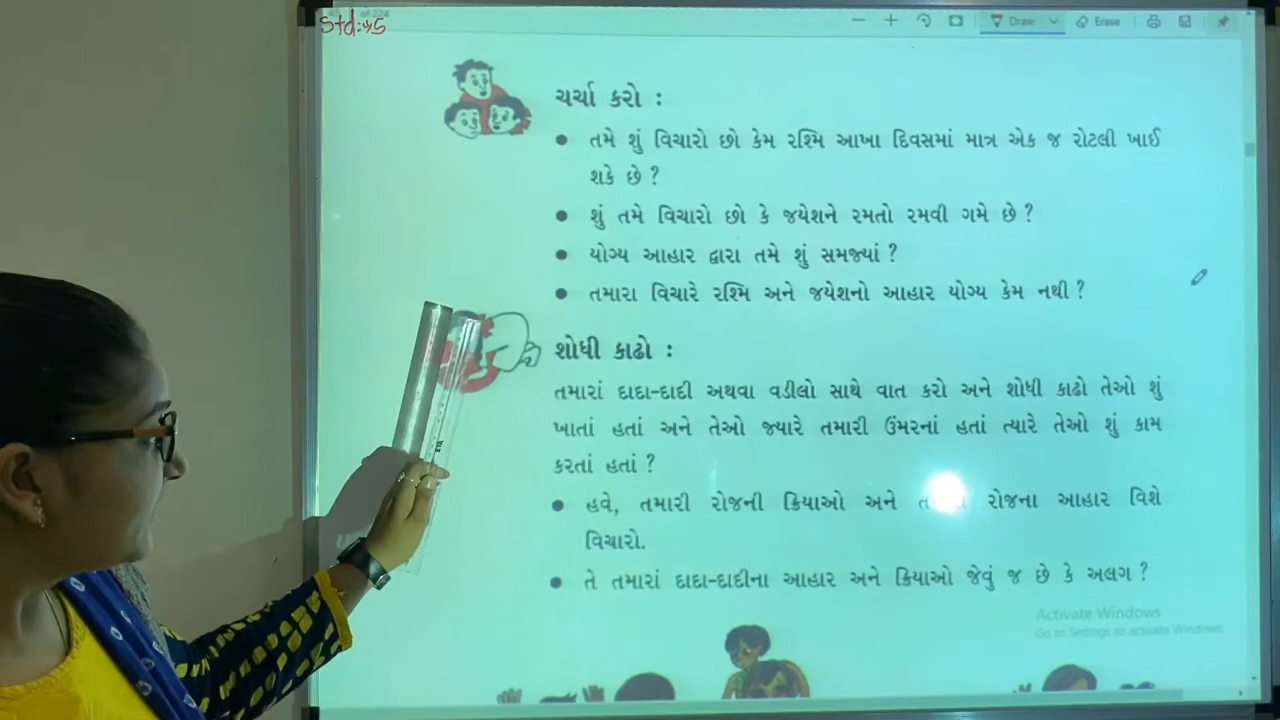 Std:-5
of 224
Draw
Erase
ચર્ચા કરો :
• તમે શું વિચારો છો કેમ રશ્મિ આખા દિવસમાં માત્ર એક જ રોટલી ખાઈ
શકે છે ?
• શું તમે વિચારો છો કે જયેશને રમતો રમવી ગમે છે ?
• યોગ્ય આહાર દ્વારા તમે શું સમજ્યાં ?
• તમારા વિચારે રશ્મિ અને જયેશનો આહાર યોગ્ય કેમ નથી ?
શોધી કાઢો :
તમારાં દાદા-દાદી અથવા વડીલો સાથે વાત કરો અને શોધી કાઢો તેઓ શું
ખાતાં હતાં અને તેઓ જ્યારે તમારી ઉંમરનાં હતાં ત્યારે તેઓ શું કામ
કરતાં હતાં ?
• હવે, તમારી રોજની ક્રિયાઓ અને રોજના આહાર વિશે
વિચારો.
• તે તમારાં દાદા-દાદીના આહાર અને ક્રિયાઓ જેવું જ છે કે અલગ ?
Activate Windows
Go to Settings to activate Windows.